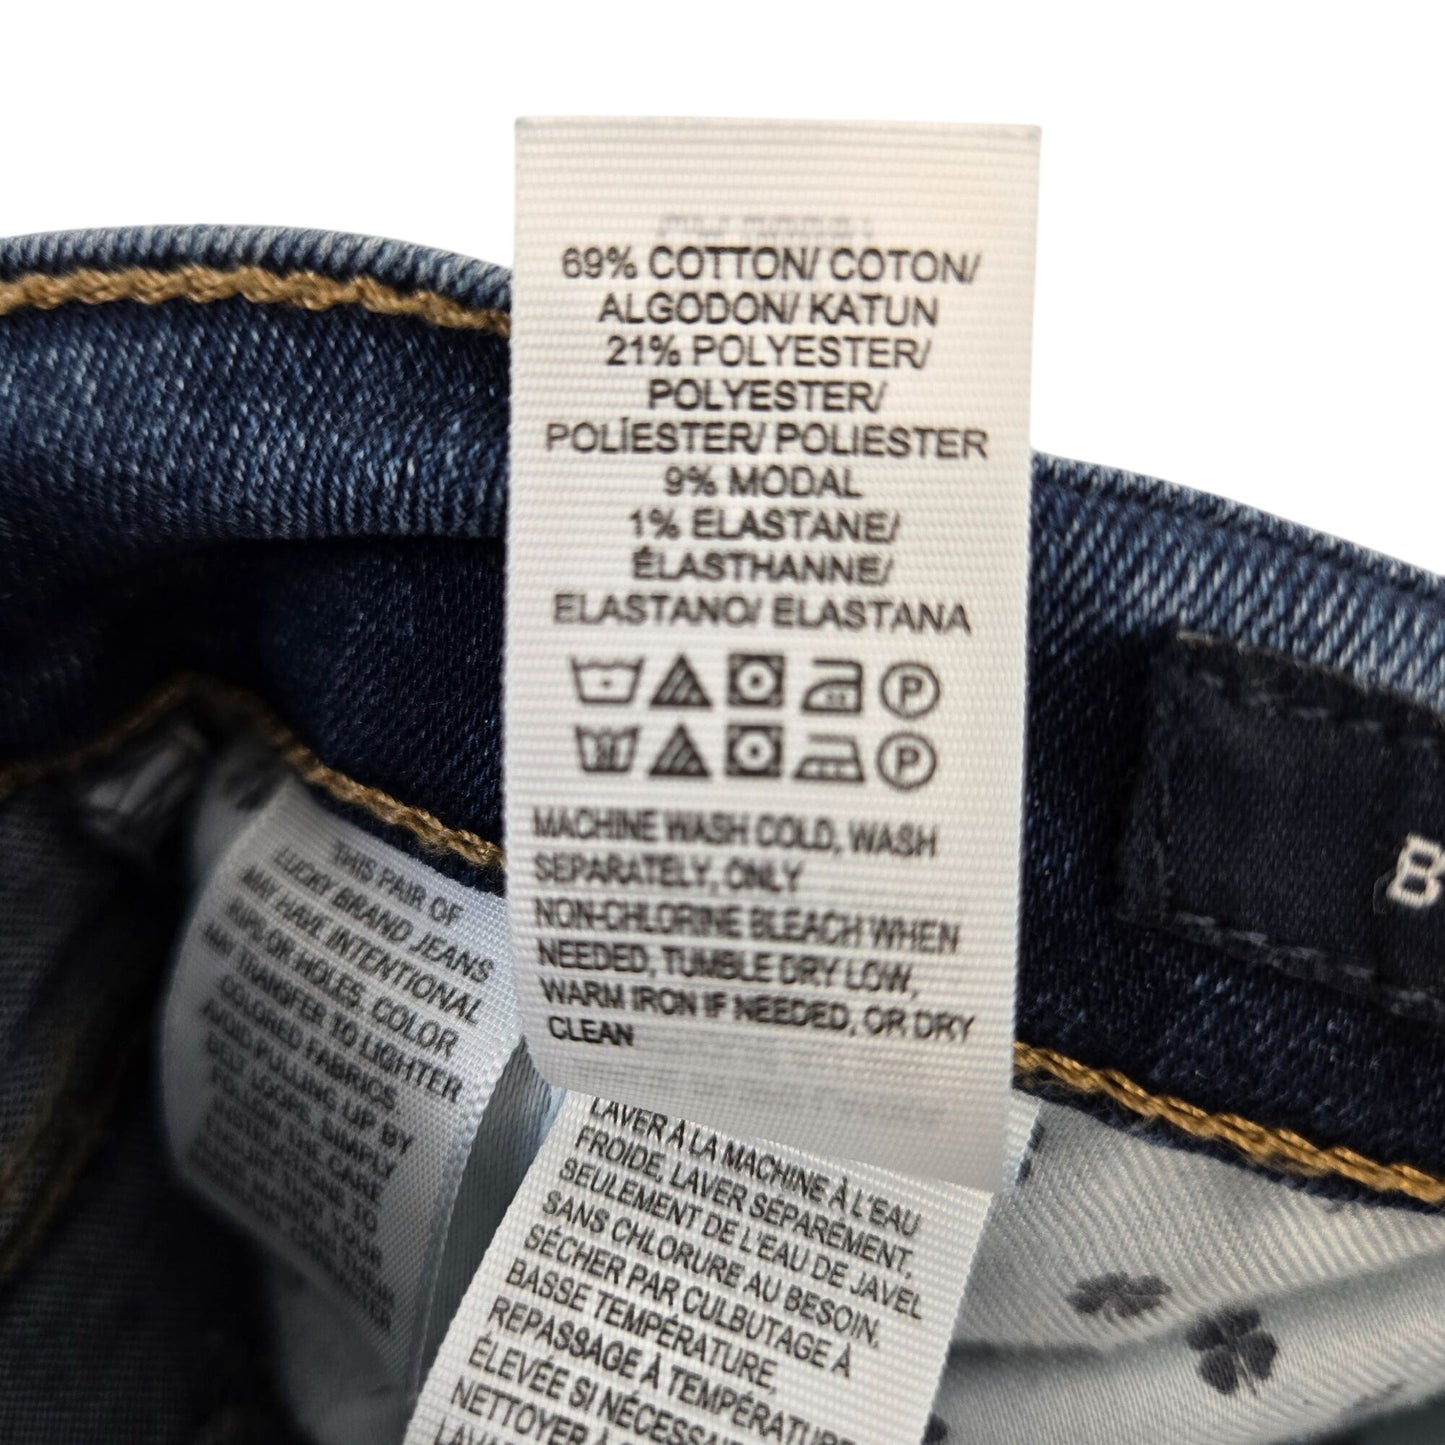 69% COTTON/ COTON/
ALGODON/ KATUN
21% POLYESTER/
POLYESTER/
POLÍESTER/ POLIESTER
9% MODAL
1% ELASTANE/
ÉLASTHANNE/
ELASTANO/ ELASTANA
MACHINE WASH COLD, WASH
SEPARATELY, ONLY
NON-CHLORINE BLEACH WHEN
NEEDED, TUMBLE DRY LOW,
WARM IRON IF NEEDED, OR DRY
CLEAN
THIS PAIR OF
LUCKY BRAND JEANS
MAY HAVE INTENTIONAL
RIPS OR HOLES. COLOR
MAY TRANSFER TO LIGHTER
COLORED FABRICS.
AVOID PULLING UP BY
BELT LOOPS, SIMPLY
FOLLOW THE CARE
LAVER À LA MACHINE À L'EAU
FROIDE, LAVER SÉPARÉMENT,
SEULEMENT DE L'EAU DE JAVEL
SANS CHLORURE AU BESOIN,
SÉCHER PAR CULBUTAGE À
BASSE TEMPÉRATURE,
REPASSAGE À TEMPÉRATURE
ÉLEVÉE SI NÉCESSA
NETTOYER À
B